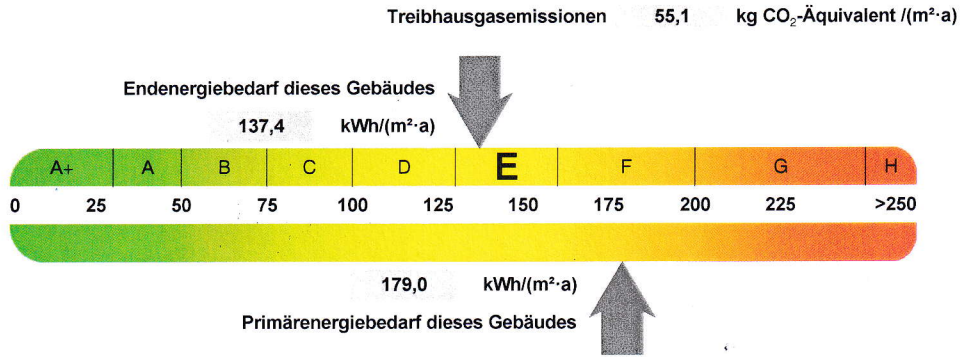 Treibhausgasemissionen 55,1 kg CO₂-Äquivalent /(m²·a)
Endenergiebedarf dieses Gebäudes
137,4 kWh/(m²·a)
A+ A B C D E F G H
0 25 50 75 100 125 150 175 200 225 >250
179,0 kWh/(m²·a)
Primärenergiebedarf dieses Gebäudes